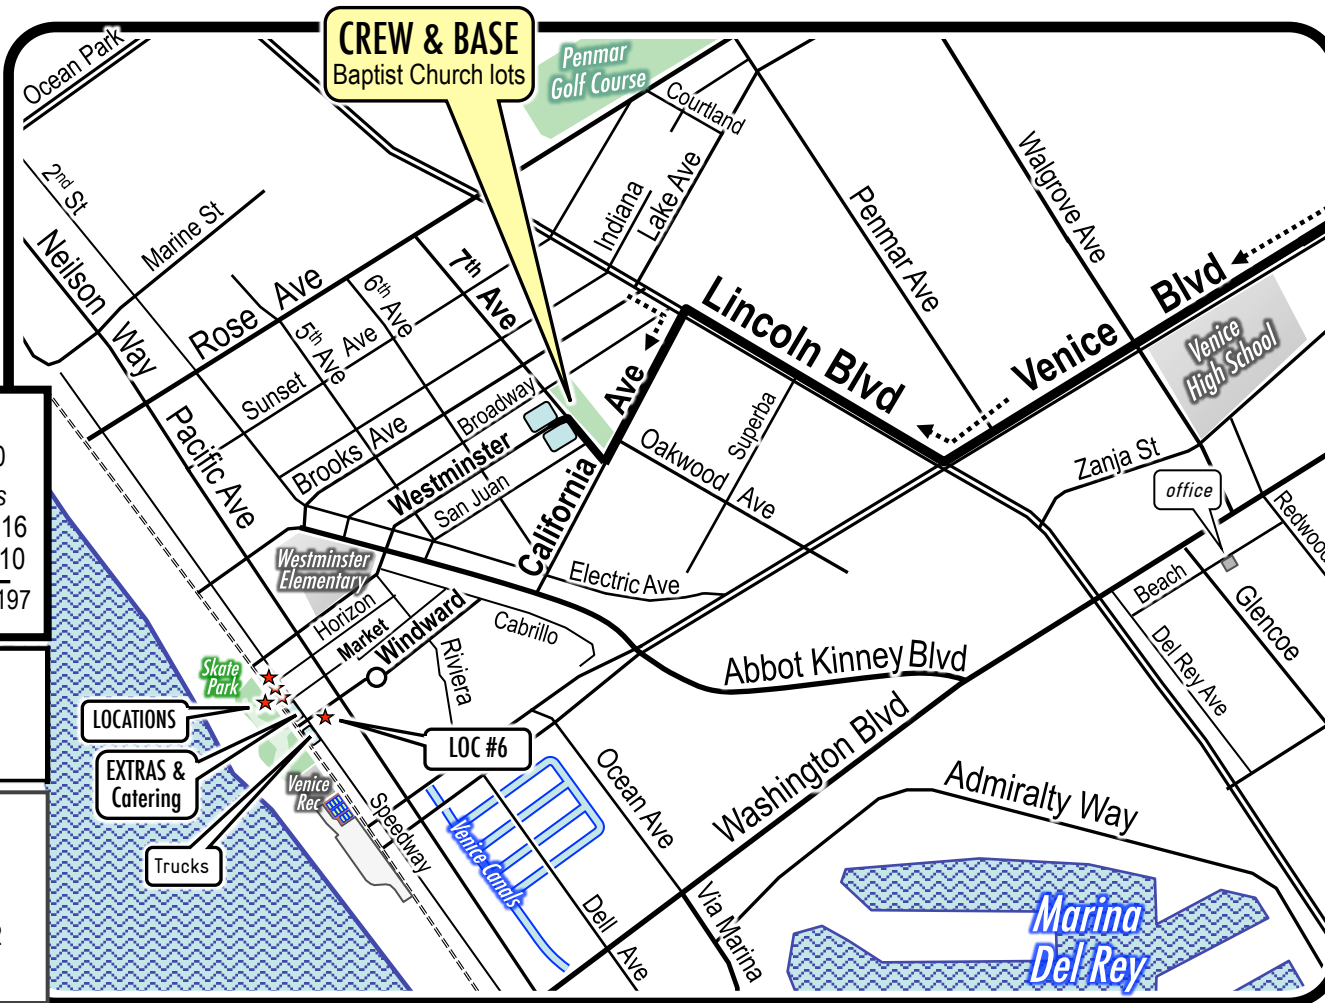 CREW & BASE
Baptist Church lots
Ocean Park
Penmar
Golf Course
Courtland
2nd St
Marine St
Neilson
Way
Rose Ave
Indiana
Lake Ave
Penmar Ave
Walgrove Ave
7th
Ave
6th Ave
5th Ave
Sunset Ave
Brooks Ave
Broadway
Westminster
San Juan
Pacific Ave
California
Ave
Lincoln Blvd
Venice Blvd
Venice
High School
Oakwood Ave
Superba
Zanja St
office
Redwood
Beach
Glencoe
Del Rey Ave
Westminster
Elementary
Electric Ave
Horizon
Market
Windward
Cabrillo
Riviera
Abbot Kinney Blvd
Washington Blvd
Skate
Park
LOCATIONS
LOC #6
EXTRAS &
Catering
Trucks
Venice
Rec
Speedway
Venice Canals
Ocean Ave
Dell
Ave
Via Marina
Admiralty Way
Marina
Del Rey
0
s
16
10
197
2